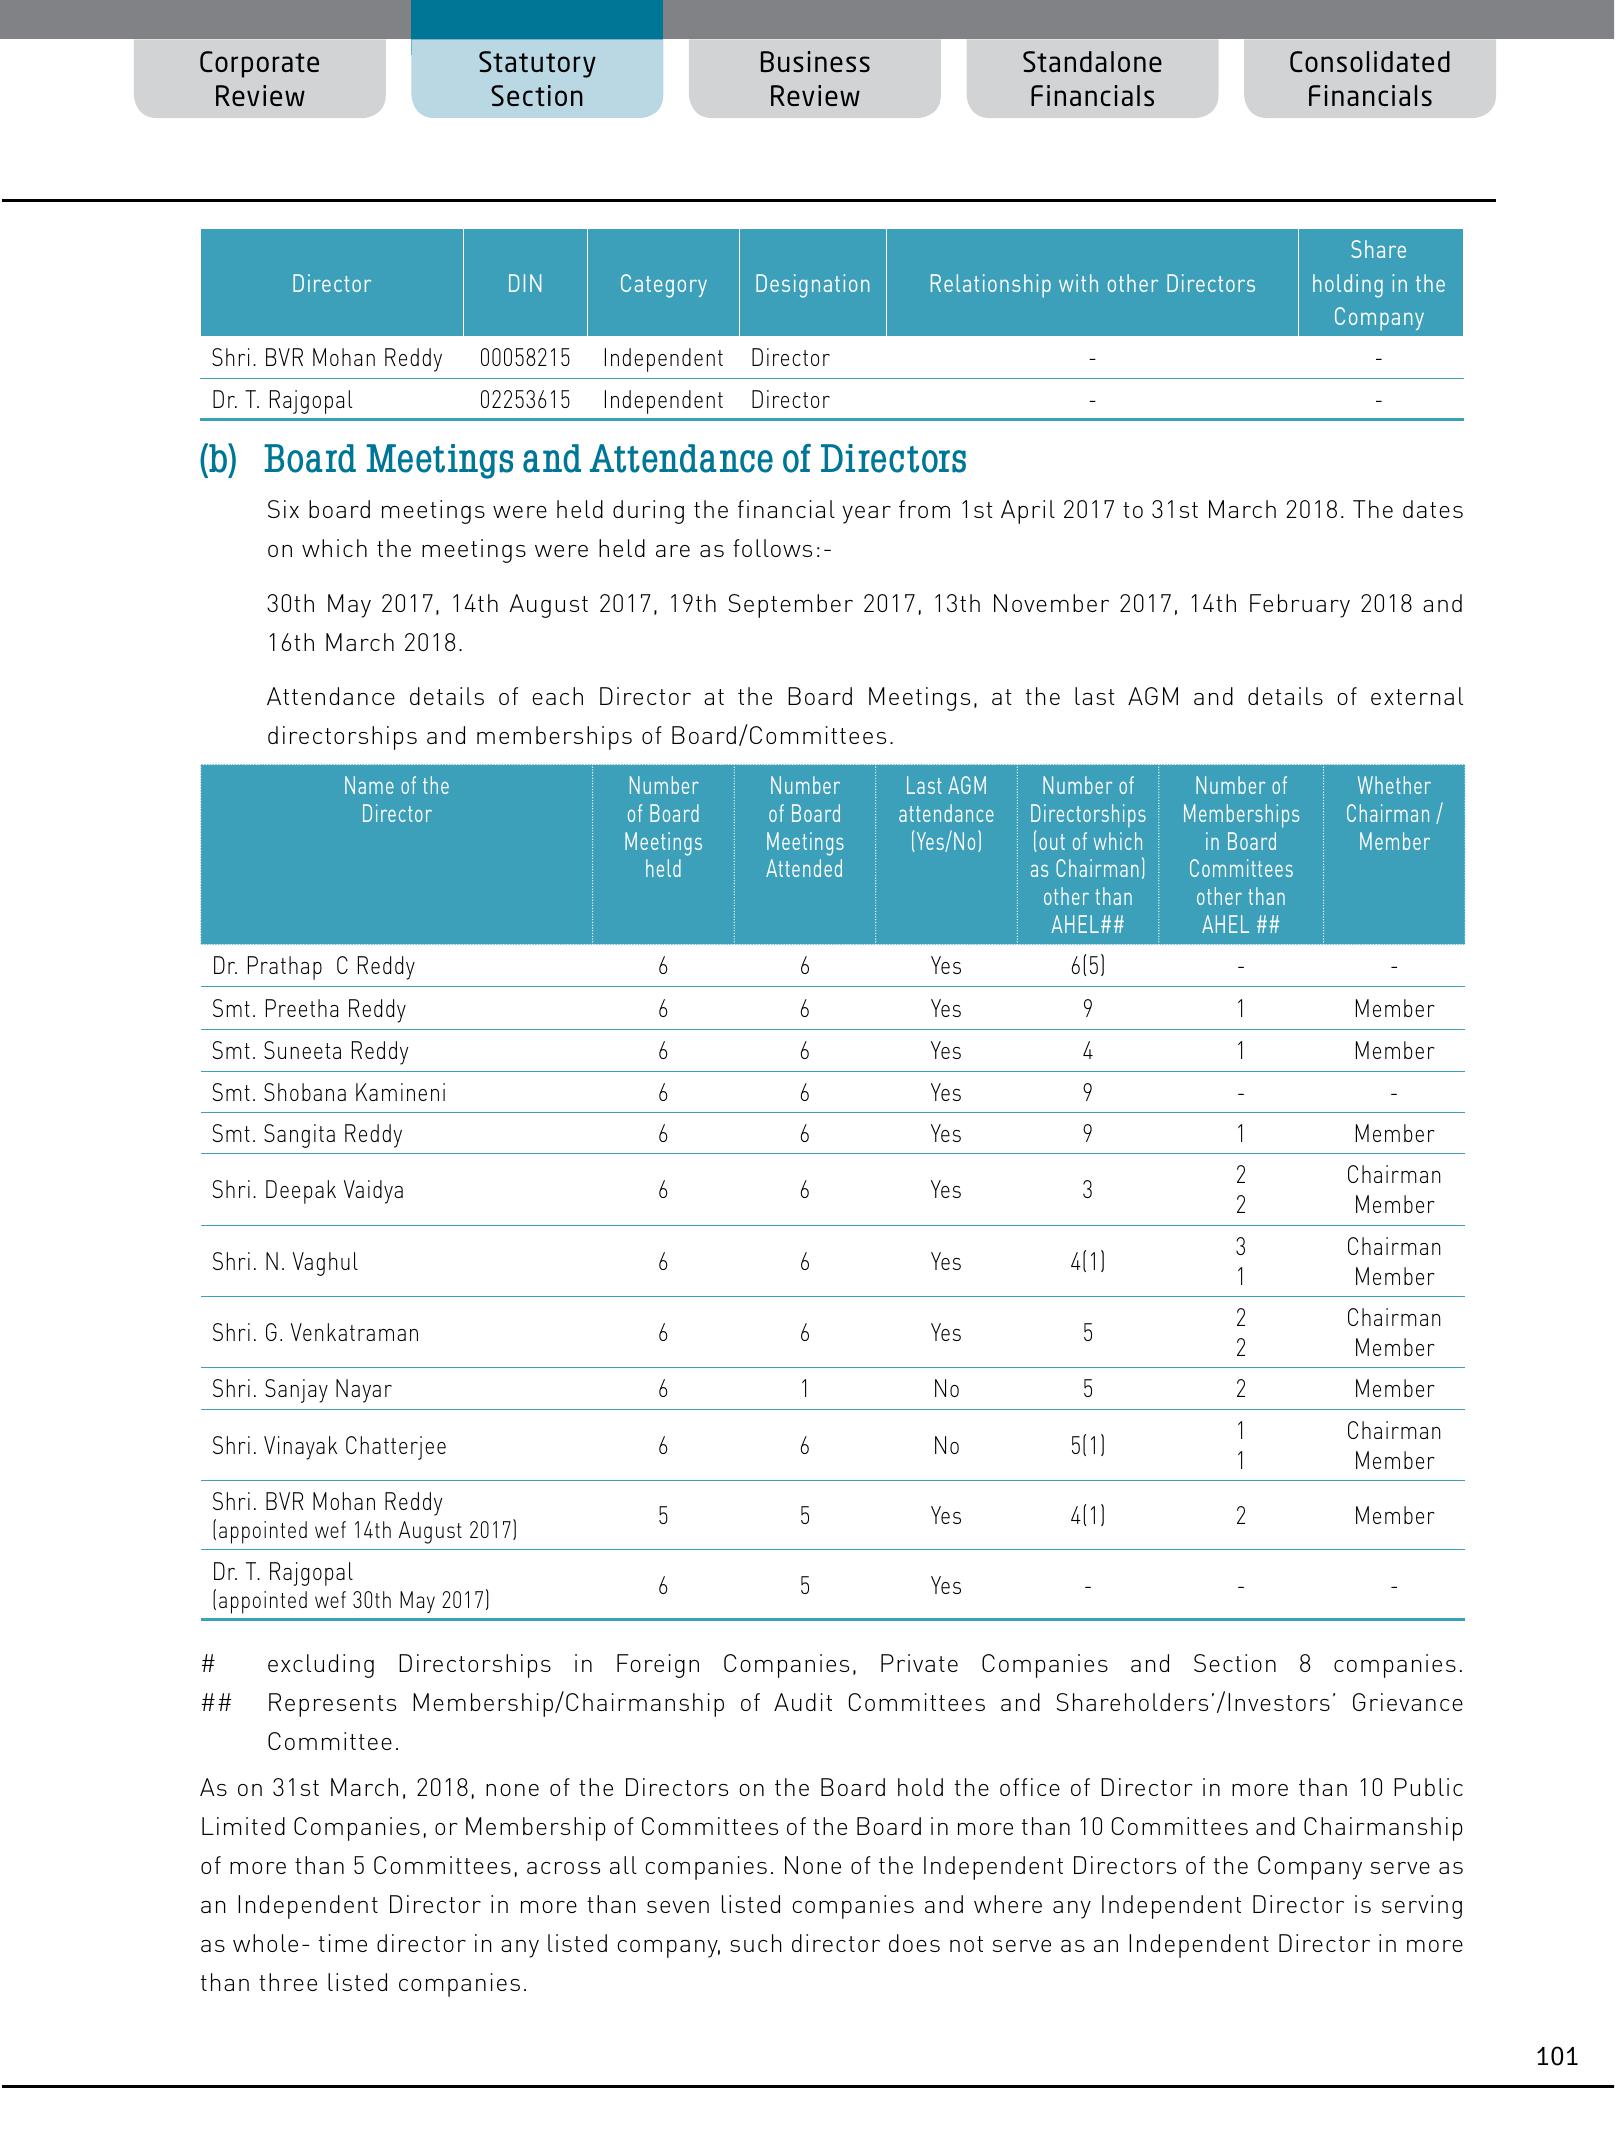 Corporate Review
Statutory Section
Business Review
Standalone Financials
Consolidated Financials
Director DIN Category Designation Relationship with other Directors Share holding in the Company
Shri. BVR Mohan Reddy 00058215 Independent Director - -
Dr. T. Rajgopal 02253615 Independent Director - -
(b) Board Meetings and Attendance of Directors
Six board meetings were held during the financial year from 1st April 2017 to 31st March 2018. The dates
on which the meetings were held are as follows:-
30th May 2017, 14th August 2017, 19th September 2017, 13th November 2017, 14th February 2018 and
16th March 2018.
Attendance details of each Director at the Board Meetings, at the last AGM and details of external
directorships and memberships of Board/Committees.
Name of the Director Number of Board Meetings held Number of Board Meetings Attended Last AGM attendance (Yes/No) Number of Directorships (out of which as Chairman) other than AHEL## Number of Memberships in Board Committees other than AHEL ## Whether Chairman / Member
Dr. Prathap C Reddy 6 6 Yes 6(5) - -
Smt. Preetha Reddy 6 6 Yes 9 1 Member
Smt. Suneeta Reddy 6 6 Yes 4 1 Member
Smt. Shobana Kamineni 6 6 Yes 9 - -
Smt. Sangita Reddy 6 6 Yes 9 1 Member
Shri. Deepak Vaidya 6 6 Yes 3 2 Chairman
2 Member
Shri. N. Vaghul 6 6 Yes 4(1) 3 Chairman
1 Member
Shri. G. Venkatraman 6 6 Yes 5 2 Chairman
2 Member
Shri. Sanjay Nayar 6 1 No 5 2 Member
Shri. Vinayak Chatterjee 6 6 No 5(1) 1 Chairman
1 Member
Shri. BVR Mohan Reddy
(appointed wef 14th August 2017) 5 5 Yes 4(1) 2 Member
Dr. T. Rajgopal
(appointed wef 30th May 2017) 6 5 Yes - - -
# excluding Directorships in Foreign Companies, Private Companies and Section 8 companies.
## Represents Membership/Chairmanship of Audit Committees and Shareholders’/Investors’ Grievance
Committee.
As on 31st March, 2018, none of the Directors on the Board hold the office of Director in more than 10 Public
Limited Companies, or Membership of Committees of the Board in more than 10 Committees and Chairmanship
of more than 5 Committees, across all companies. None of the Independent Directors of the Company serve as
an Independent Director in more than seven listed companies and where any Independent Director is serving
as whole- time director in any listed company, such director does not serve as an Independent Director in more
than three listed companies.
101